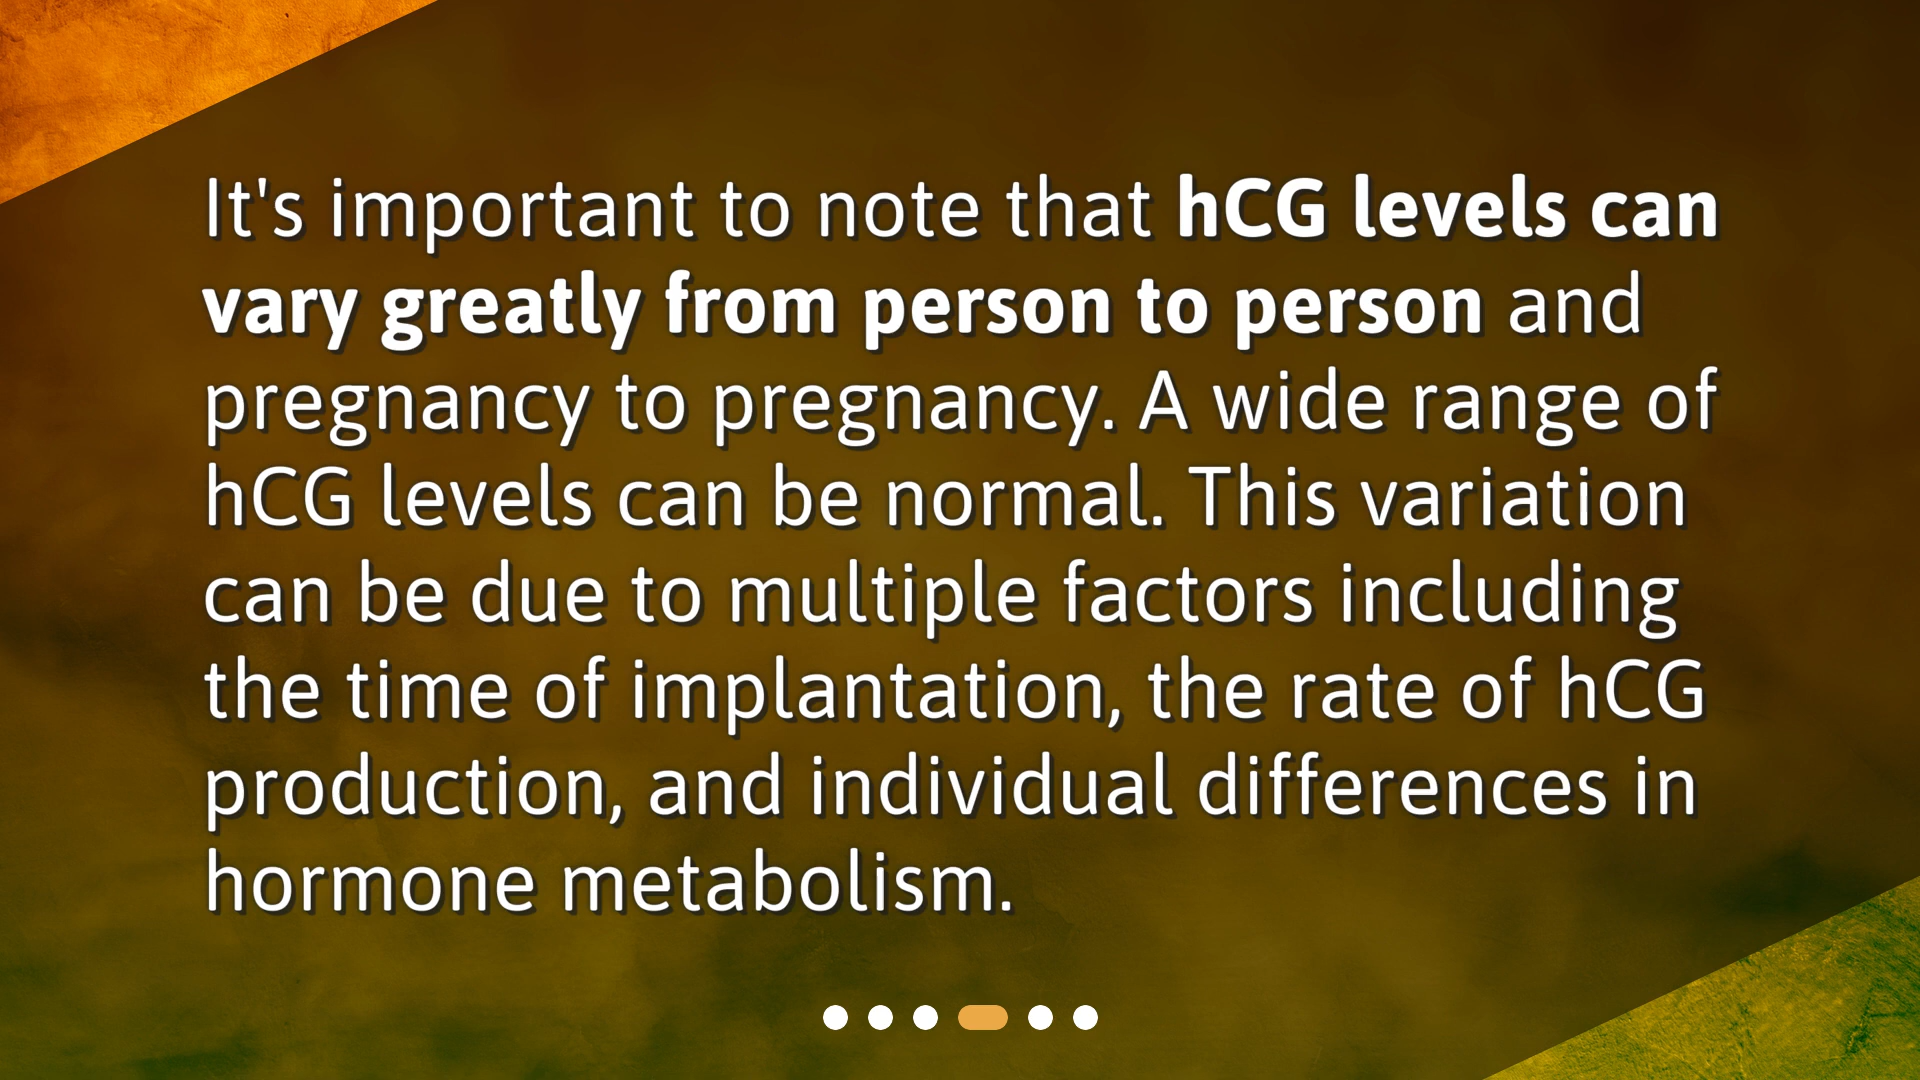 It's important to note that hCG levels can
vary greatly from person to person and
pregnancy to pregnancy. A wide range of
hCG levels can be normal. This variation
can be due to multiple factors including
the time of implantation, the rate of hCG
production, and individual differences in
hormone metabolism.